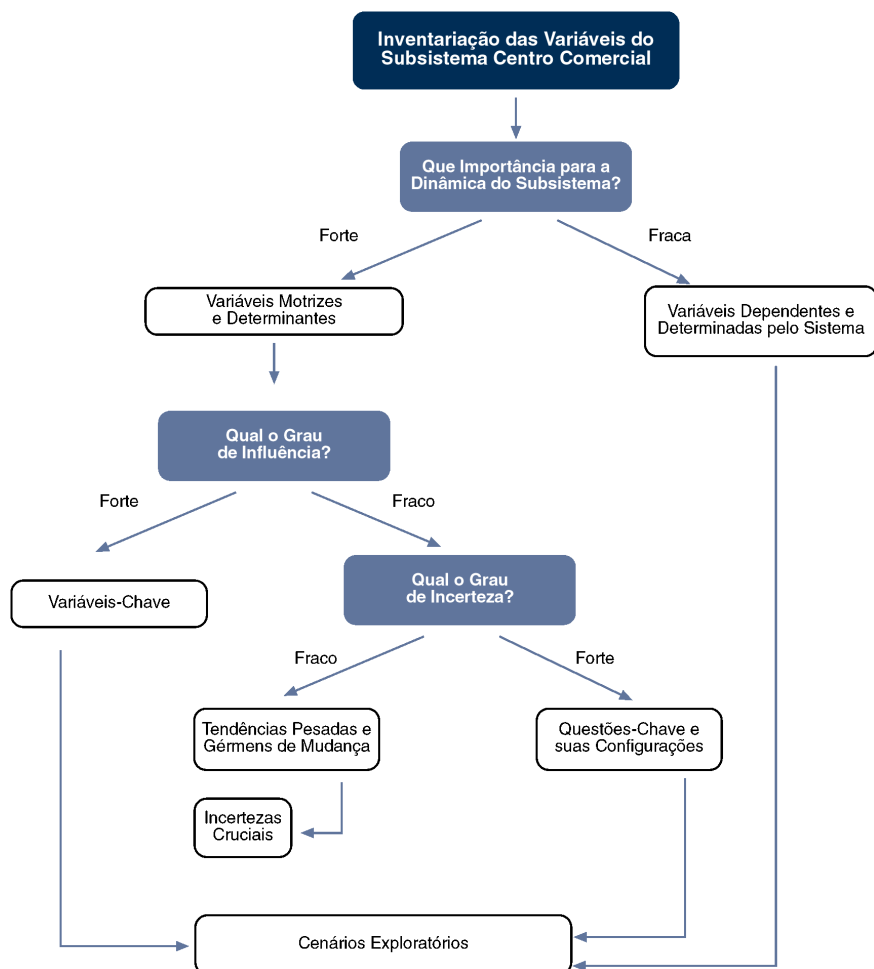 Inventariação das Variáveis do
Subsistema Centro Comercial
Que Importância para a
Dinâmica do Subsistema?
Forte
Fraca
Variáveis Motrizes
e Determinantes
Variáveis Dependentes e
Determinadas pelo Sistema
Qual o Grau
de Influência?
Forte
Fraco
Variáveis-Chave
Qual o Grau
de Incerteza?
Fraco
Forte
Tendências Pesadas e
Gérmens de Mudança
Questões-Chave e
suas Configurações
Incertezas
Cruciais
Cenários Exploratórios